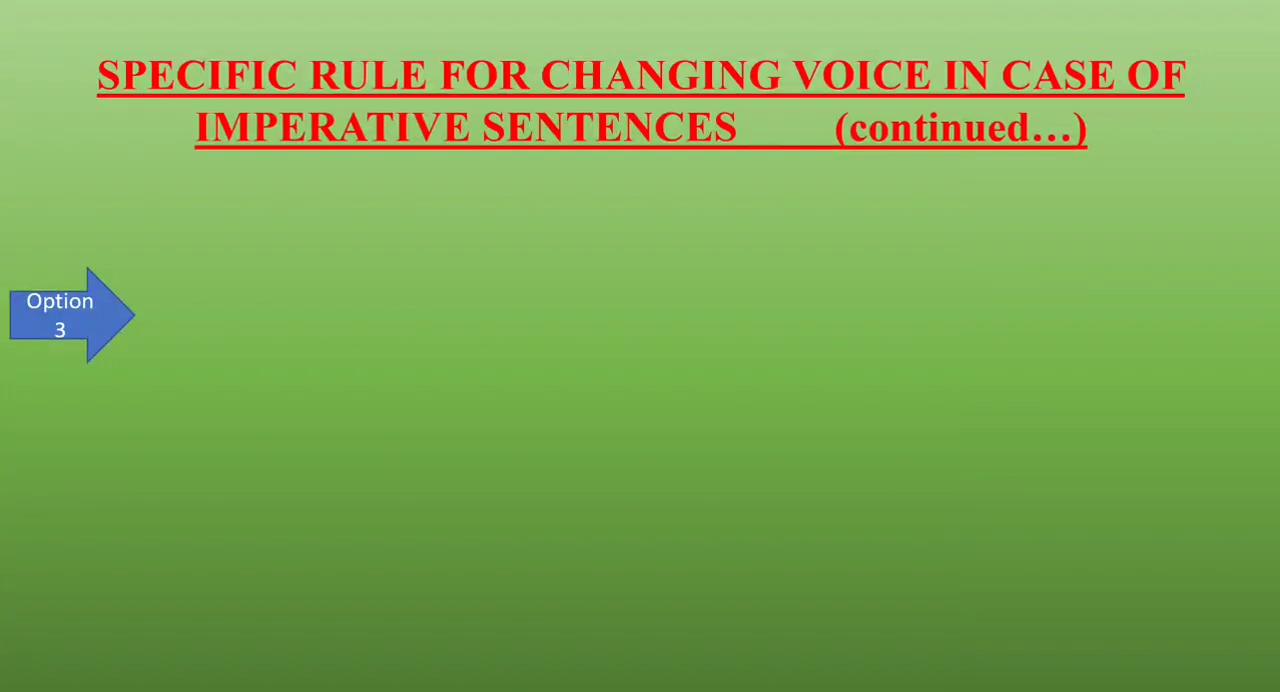 SPECIFIC RULE FOR CHANGING VOICE IN CASE OF
IMPERATIVE SENTENCES (continued...)
Option
3